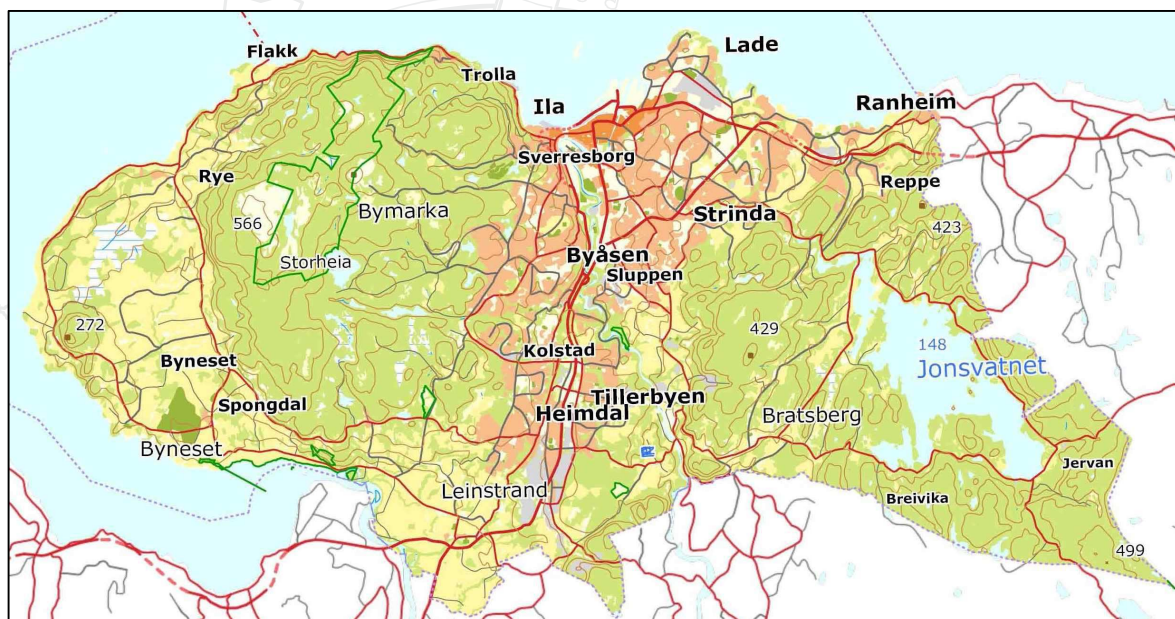 Lade
Flakk
Trolla
Ila
Ranheim
Sverresborg
Rye
Reppe
Bymarka
Strinda
566
423
Byåsen
Storheia
Sluppen
272
429
148
Kolstad
Jonsvatnet
Byneset
Tillerbyen
Spongdal
Heimdal
Bratsberg
Byneset
Jervan
Leinstrand
Breivika
499